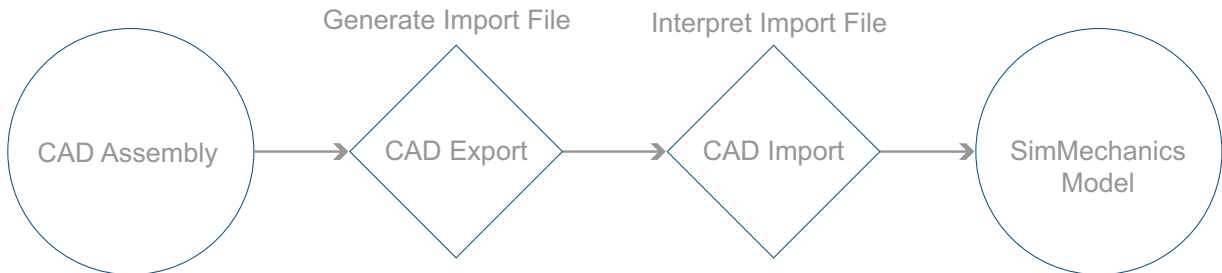 Generate Import File
Interpret Import File
CAD Assembly
CAD Export
CAD Import
SimMechanics
Model